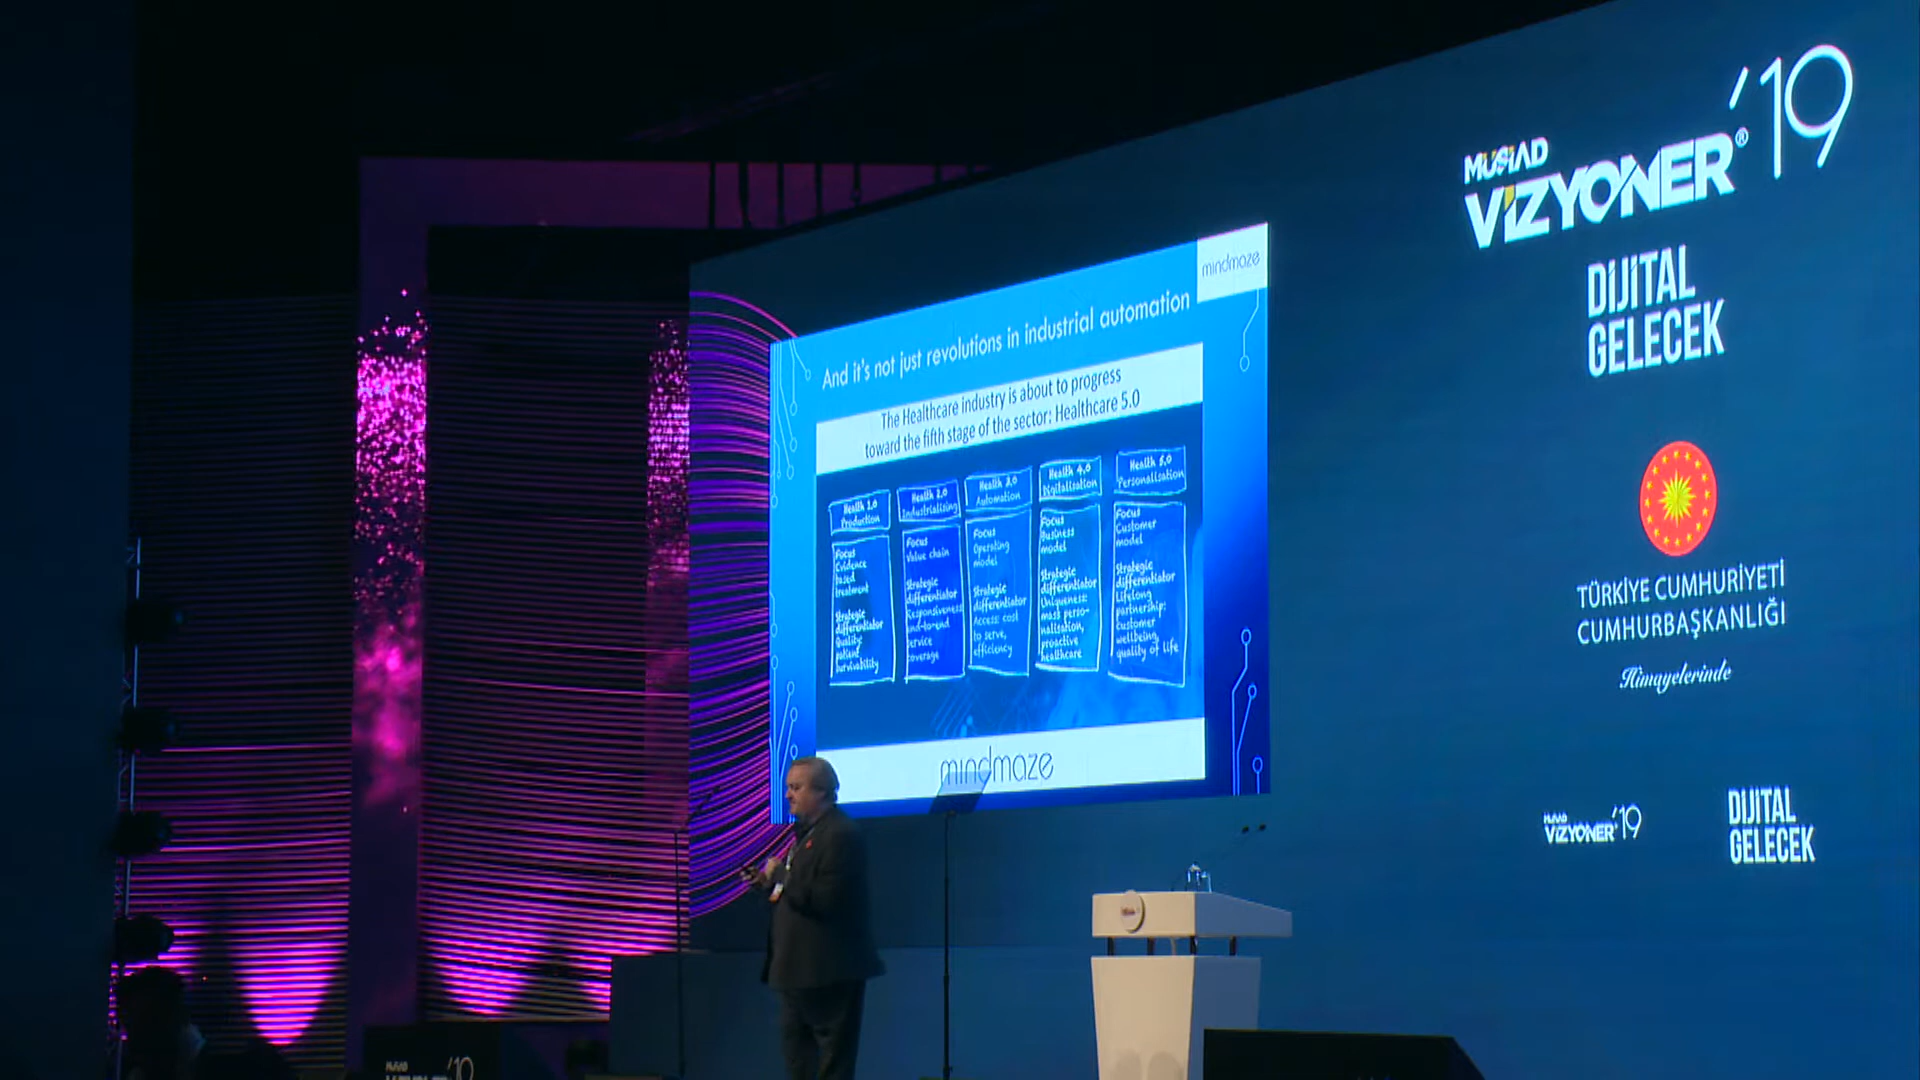 MÜSİAD
VİZYONER® '19
DİJİTAL
GELECEK
mindmaze
And it's not just revolutions in industrial automation
The Healthcare industry is about to progress
toward the fifth stage of the sector: Healthcare 5.0
Health 1.0
Production
Focus
Evidence
based
treatment
Strategic
differentiator
Quality:
patient
survivability
Health 2.0
Industrialising
Focus
Value chain
Strategic
differentiator
Responsiveness
end-to-end
service
coverage
Health 3.0
Automation
Focus
Operating
model
Strategic
differentiator
Access: cost
to serve,
efficiency
Health 4.0
Digitalisation
Focus
Business
model
Strategic
differentiator
Uniqueness:
mass perso-
nalisation,
proactive
healthcare
Health 5.0
Personalisation
Focus
Customer
model
Strategic
differentiator
Lifelong
partnership:
customer
wellbeing,
quality of life
mindmaze
TÜRKİYE CUMHURİYETİ
CUMHURBAŞKANLIĞI
Himayelerinde
VİZYONER '19
DİJİTAL
GELECEK
'19